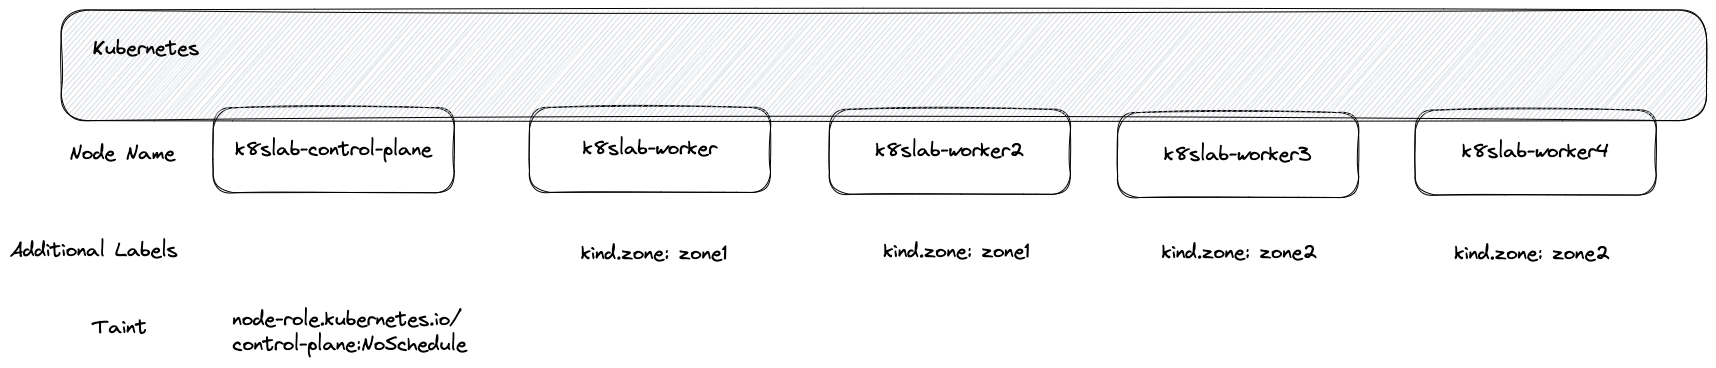 Kubernetes
Node Name
k8slab-control-plane
k8slab-worker
k8slab-worker2
k8slab-worker3
k8slab-worker4
Additional Labels
kind.zone: zone1
kind.zone: zone1
kind.zone: zone2
kind.zone: zone2
Taint
node-role.kubernetes.io/
control-plane:NoSchedule